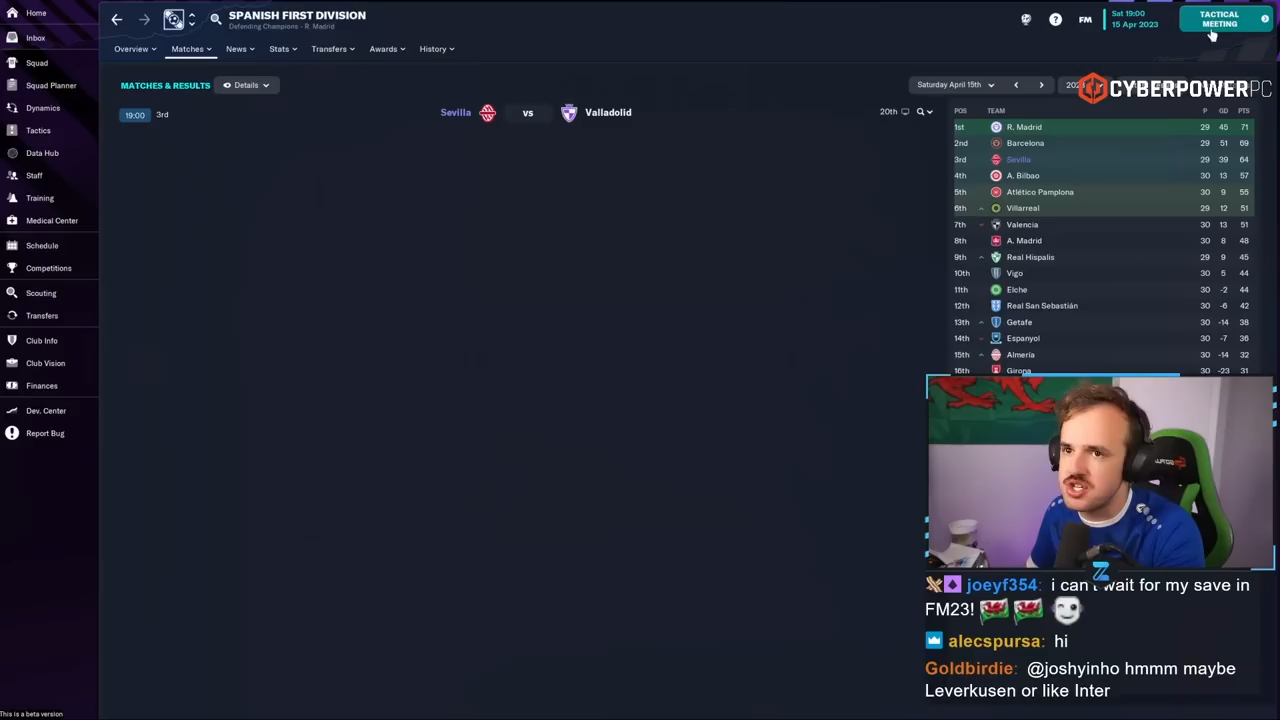 Home
Inbox
Squad
Squad Planner
Dynamics
Tactics
Data Hub
Staff
Training
Medical Center
Schedule
Competitions
Scouting
Transfers
Club Info
Club Vision
Finances
Dev. Center
Report Bug
This is a beta version
SPANISH FIRST DIVISION
Defending Champions - R. Madrid
FM
Sat 19:00
15 Apr 2023
TACTICAL
MEETING
Overview Matches News Stats Transfers Awards History
MATCHES & RESULTS Details
Saturday April 15th
CYBERPOWERPC
19:00 3rd Sevilla vs Valladolid 20th
POS TEAM P GD PTS
1st R. Madrid 29 45 71
2nd Barcelona 29 51 69
3rd Sevilla 29 39 64
4th A. Bilbao 30 13 57
5th Atlético Pamplona 30 9 55
6th Villarreal 29 12 51
7th Valencia 30 13 51
8th A. Madrid 30 8 48
9th Real Hispalis 29 9 45
10th Vigo 30 5 44
11th Elche 30 -2 44
12th Real San Sebastián 30 -6 42
13th Getafe 30 -14 38
14th Espanyol 30 -7 36
15th Almería 30 -14 32
16th Girona 30 -23 31
joeyf354: i can't wait for my save in
FM23!
alecspursa: hi
Goldbirdie: @joshyinho hmmm maybe
Leverkusen or like Inter